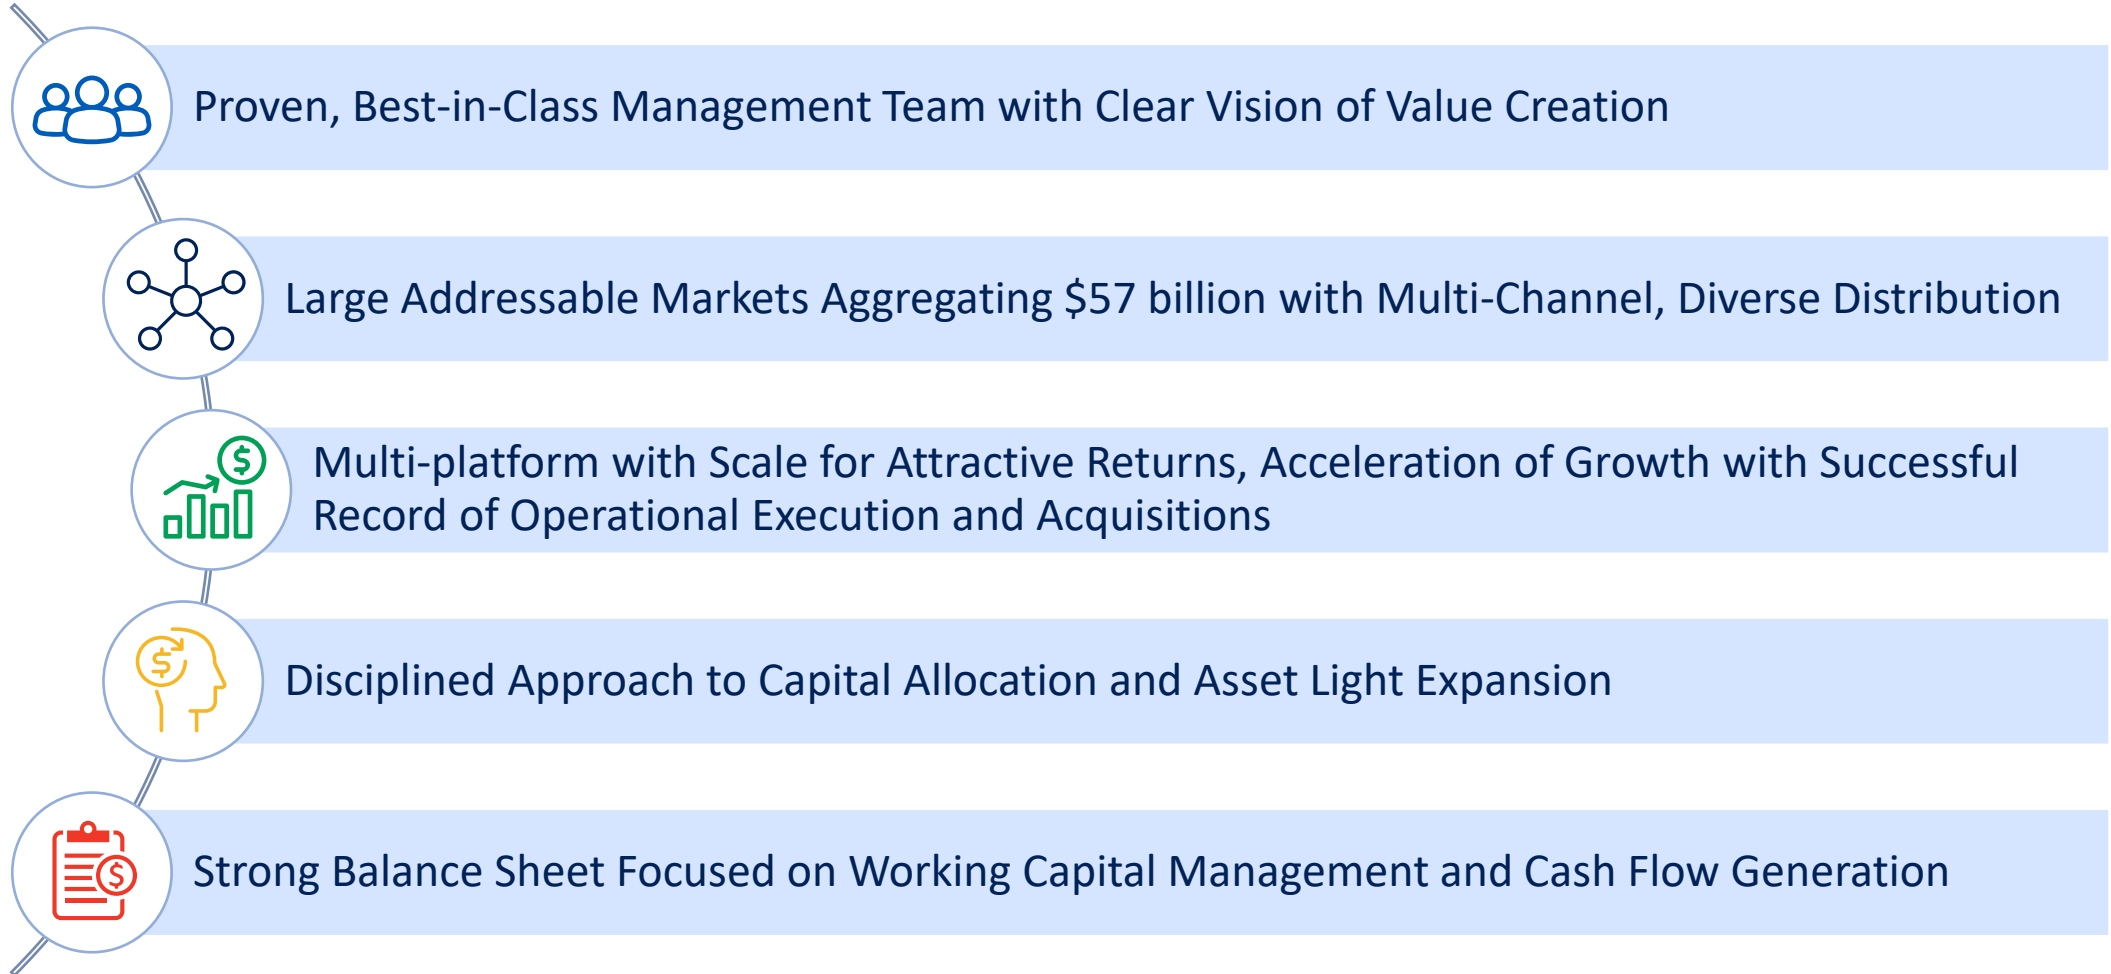 Proven, Best-in-Class Management Team with Clear Vision of Value Creation
Large Addressable Markets Aggregating $57 billion with Multi-Channel, Diverse Distribution
$
Multi-platform with Scale for Attractive Returns, Acceleration of Growth with Successful
Record of Operational Execution and Acquisitions
$
Disciplined Approach to Capital Allocation and Asset Light Expansion
$
Strong Balance Sheet Focused on Working Capital Management and Cash Flow Generation